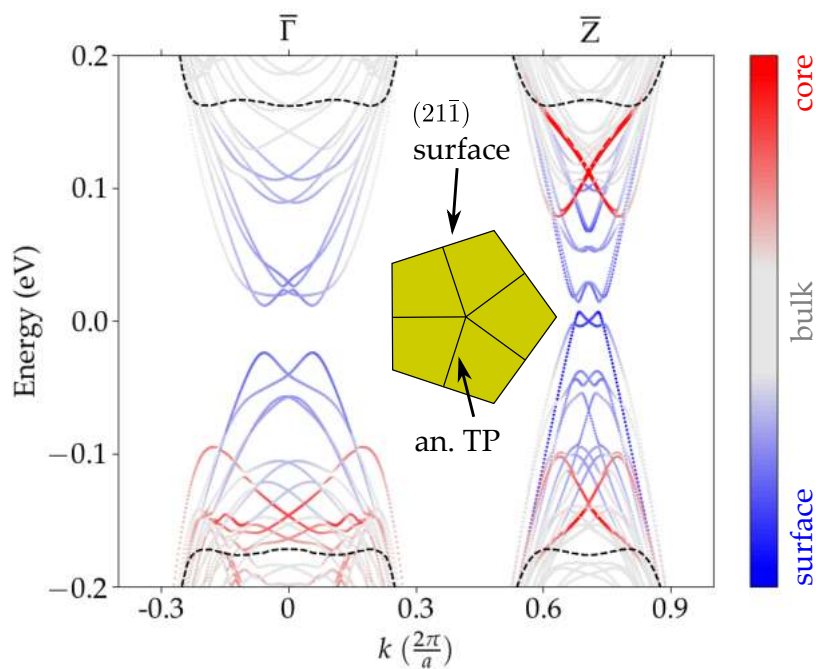 Γ̅ Z̅
0.2
0.1
0.0
−0.1
−0.2
Energy (eV)
(211̅)
surface
an. TP
-0.3 0 0.3 0.6 0.9
k (2π/a)
core
bulk
surface